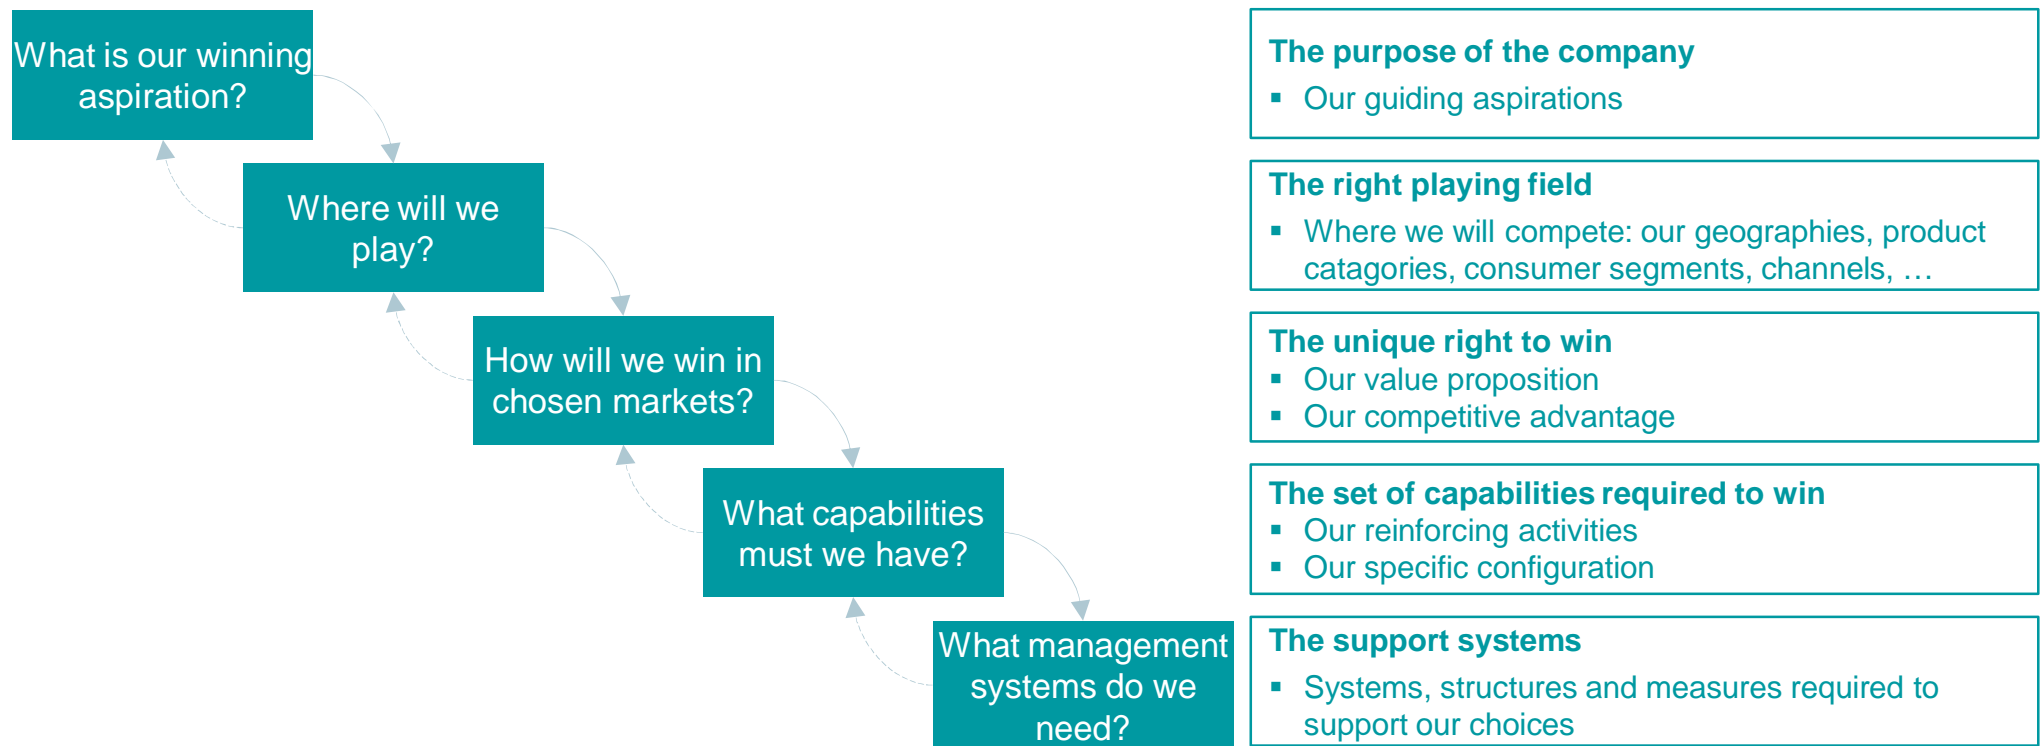 What is our winning
aspiration?
The purpose of the company
▪ Our guiding aspirations
Where will we
play?
The right playing field
▪ Where we will compete: our geographies, product
catagories, consumer segments, channels, …
How will we win in
chosen markets?
The unique right to win
▪ Our value proposition
▪ Our competitive advantage
What capabilities
must we have?
The set of capabilities required to win
▪ Our reinforcing activities
▪ Our specific configuration
What management
systems do we
need?
The support systems
▪ Systems, structures and measures required to
support our choices